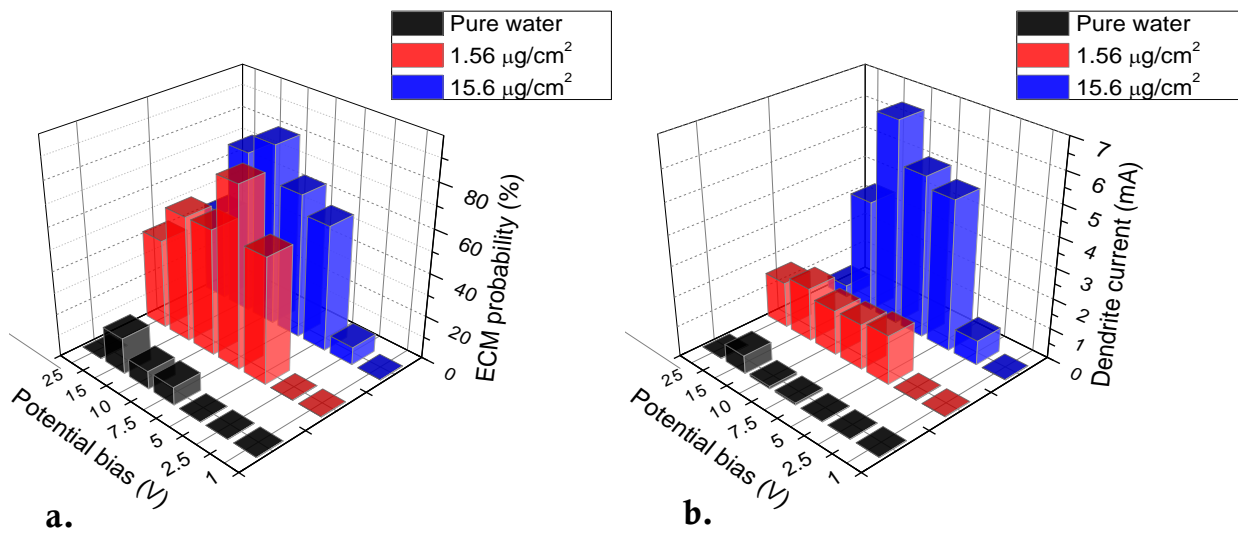 Pure water
1.56 μg/cm²
15.6 μg/cm²
80
60
40
20
0
ECM probability (%)
25
15
10
7.5
5
2.5
1
Potential bias (V)
a.
Pure water
1.56 μg/cm²
15.6 μg/cm²
7
6
5
4
3
2
1
0
Dendrite current (mA)
25
15
10
7.5
5
2.5
1
Potential bias (V)
b.